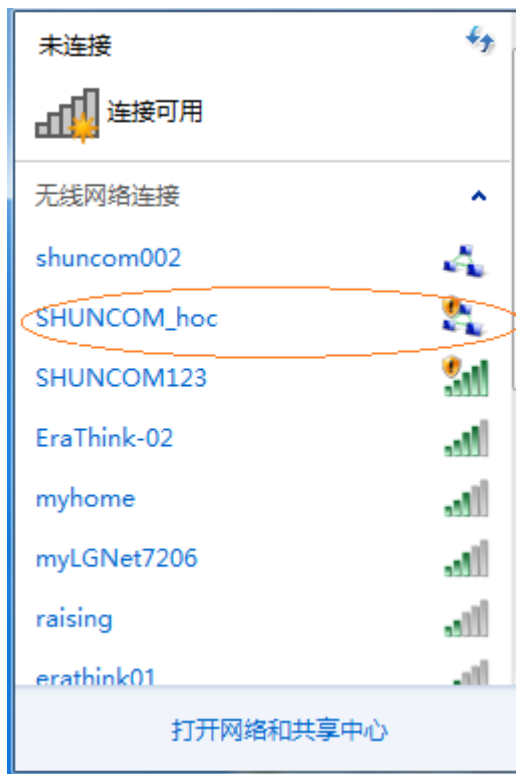 未连接
连接可用
无线网络连接
shuncom002
SHUNCOM_hoc
SHUNCOM123
EraThink-02
myhome
myLGNet7206
raising
erathink01
打开网络和共享中心